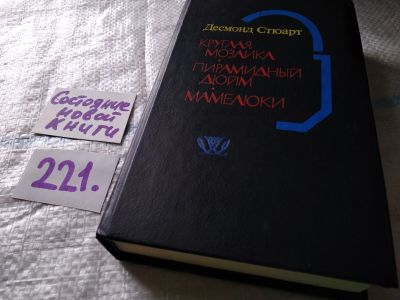 Десмонд Стюарт
КРУГЛАЯ
МОЗАИКА
ПИРАМИДНЫЙ
ДЮЙМ
МАМЕЛЮКИ
Состояние
новой
книги
221.